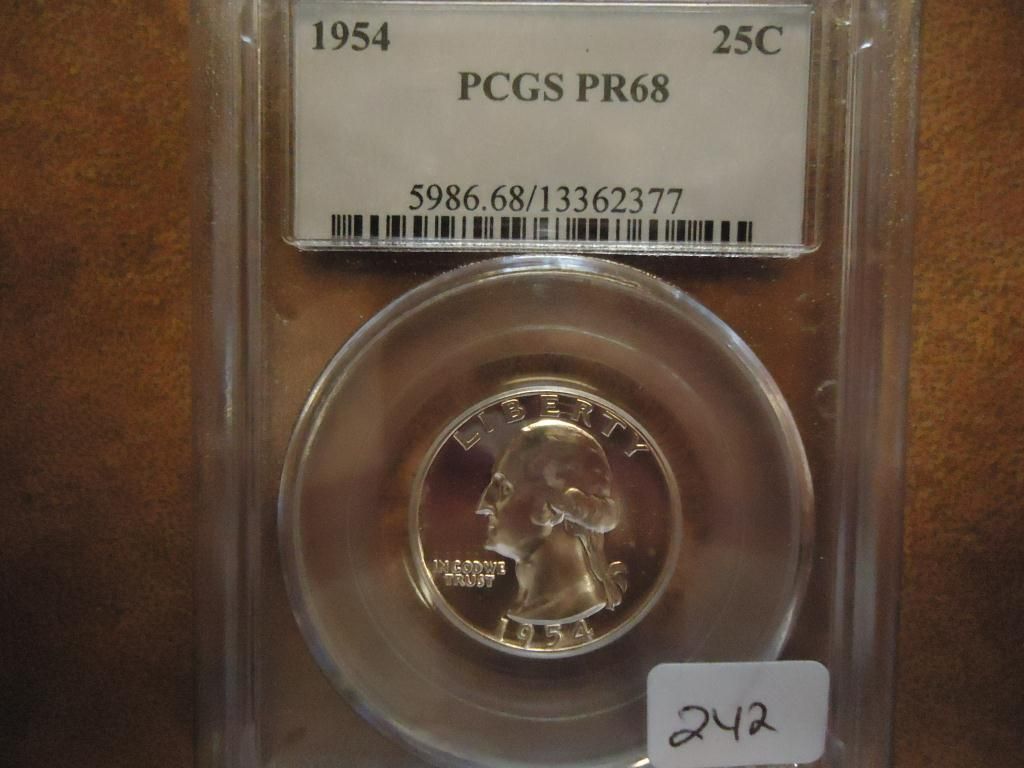 1954 25C
PCGS PR68
5986.68/13362377
LIBERTY
IN GOD WE
TRUST
1954
242